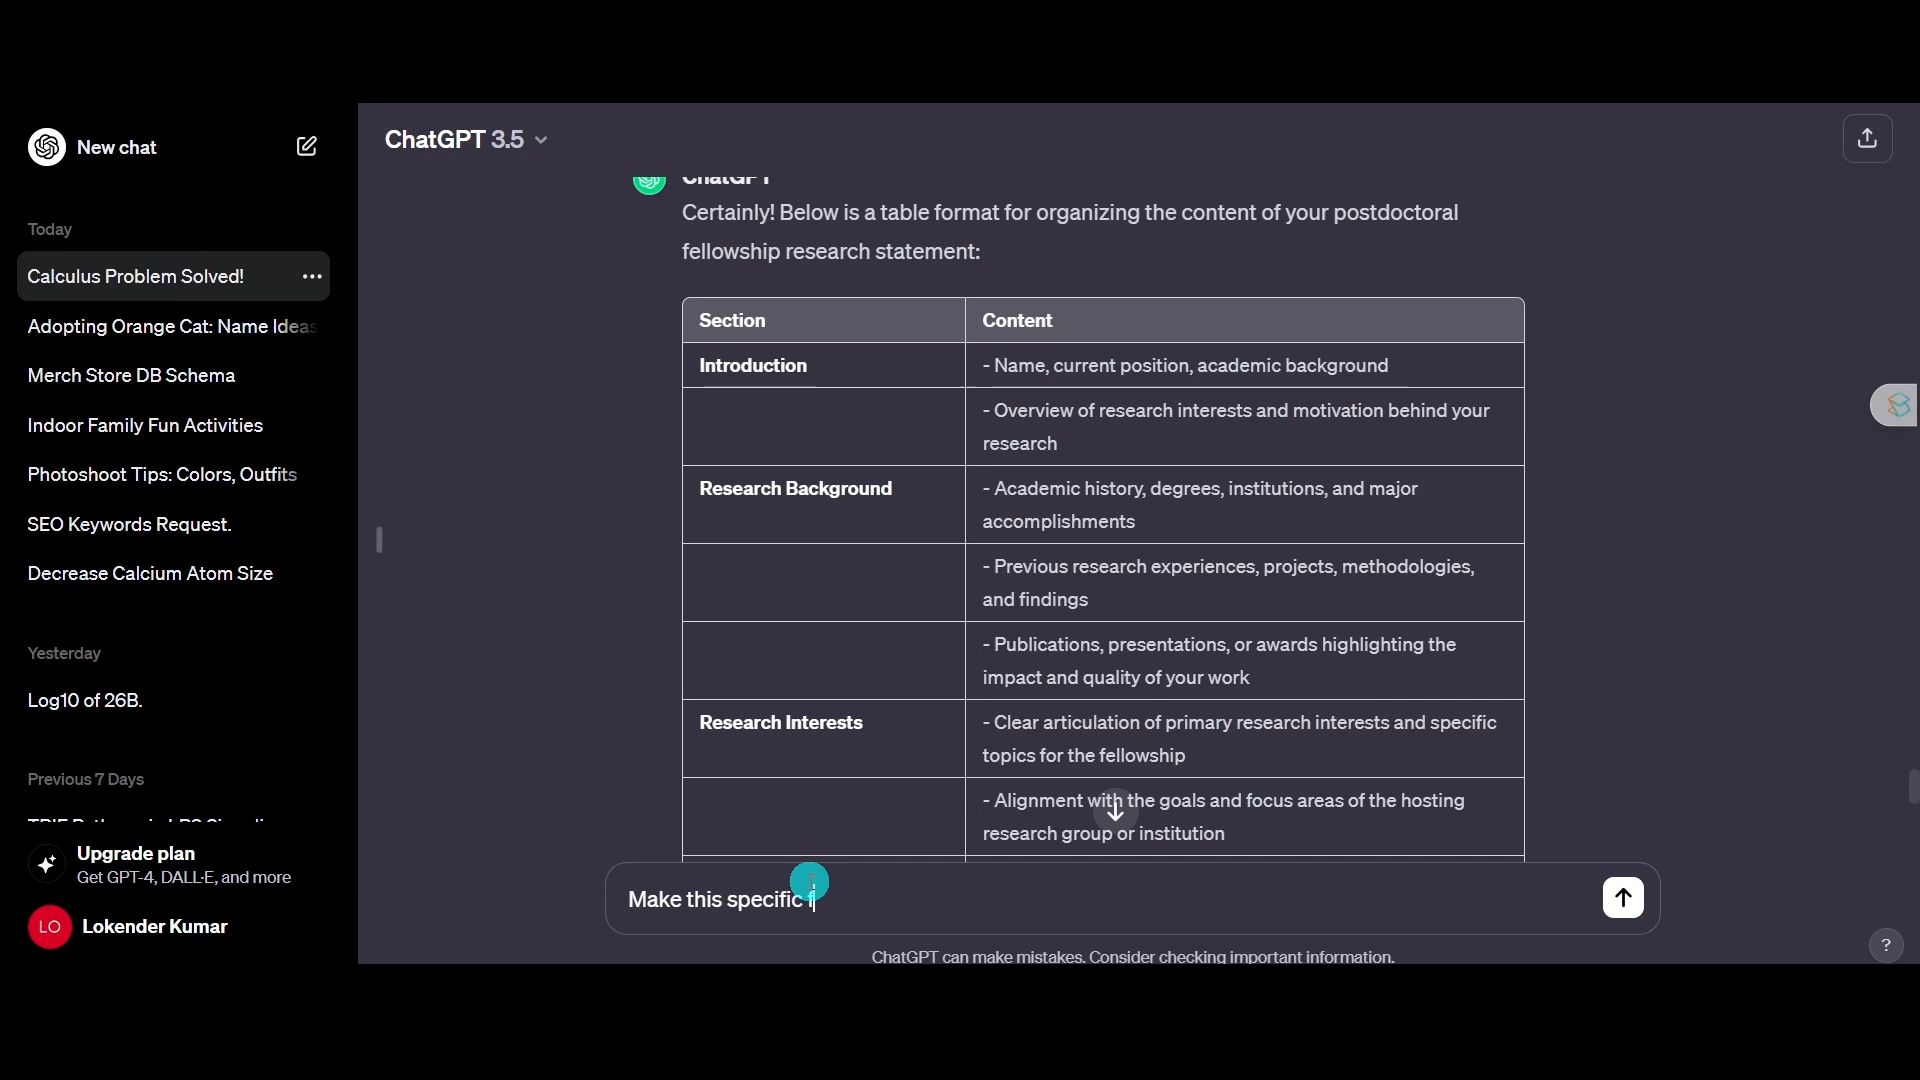 New chat
Today
Calculus Problem Solved!
Adopting Orange Cat: Name Ideas
Merch Store DB Schema
Indoor Family Fun Activities
Photoshoot Tips: Colors, Outfits
SEO Keywords Request.
Decrease Calcium Atom Size
Yesterday
Log10 of 26B.
Previous 7 Days
Upgrade plan
Get GPT-4, DALL·E, and more
LO Lokender Kumar
ChatGPT 3.5
ChatGPT
Certainly! Below is a table format for organizing the content of your postdoctoral
fellowship research statement:
Section Content
Introduction - Name, current position, academic background
- Overview of research interests and motivation behind your
research
Research Background - Academic history, degrees, institutions, and major
accomplishments
- Previous research experiences, projects, methodologies,
and findings
- Publications, presentations, or awards highlighting the
impact and quality of your work
Research Interests - Clear articulation of primary research interests and specific
topics for the fellowship
- Alignment with the goals and focus areas of the hosting
research group or institution
Make this specific f
ChatGPT can make mistakes. Consider checking important information.
?